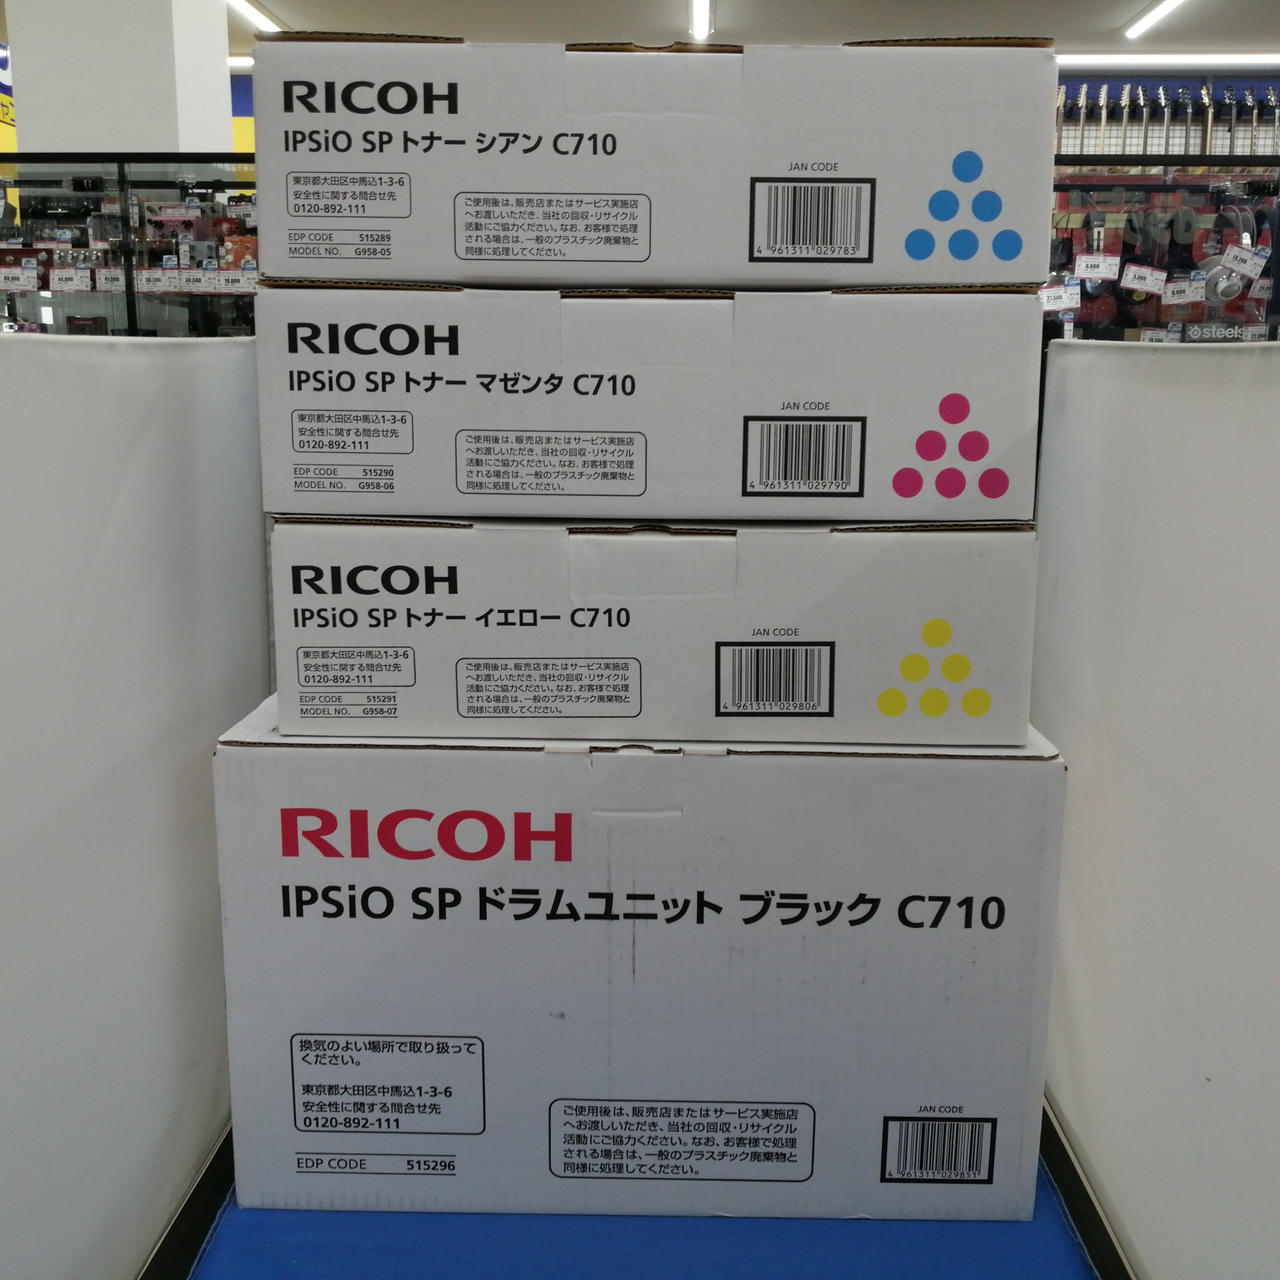 RICOH
IPSiO SP トナー シアン C710
東京都大田区中馬込1-3-6
安全性に関する問合せ先
0120-892-111
EDP CODE 515289
MODEL NO. G958-05
ご使用後は、販売店またはサービス実施店
へお渡しいただき、当社の回収・リサイクル
活動にご協力ください。なお、お客様で処理
される場合は、一般のプラスチック廃棄物と
同様に処理してください。
JAN CODE
4 961311 029783
RICOH
IPSiO SP トナー マゼンタ C710
東京都大田区中馬込1-3-6
安全性に関する問合せ先
0120-892-111
EDP CODE 515290
MODEL NO. G958-06
ご使用後は、販売店またはサービス実施店
へお渡しいただき、当社の回収・リサイクル
活動にご協力ください。なお、お客様で処理
される場合は、一般のプラスチック廃棄物と
同様に処理してください。
JAN CODE
4 961311 029790
RICOH
IPSiO SP トナー イエロー C710
東京都大田区中馬込1-3-6
安全性に関する問合せ先
0120-892-111
EDP CODE 515291
MODEL NO. G958-07
ご使用後は、販売店またはサービス実施店
へお渡しいただき、当社の回収・リサイクル
活動にご協力ください。なお、お客様で処理
される場合は、一般のプラスチック廃棄物と
同様に処理してください。
JAN CODE
4 961311 029806
RICOH
IPSiO SP ドラムユニット ブラック C710
換気のよい場所で取り扱って
ください。
東京都大田区中馬込1-3-6
安全性に関する問合せ先
0120-892-111
EDP CODE 515296
ご使用後は、販売店またはサービス実施店
へお渡しいただき、当社の回収・リサイクル
活動にご協力ください。なお、お客様で処理
される場合は、一般のプラスチック廃棄物と
同様に処理してください。
JAN CODE
4 961311 029851
steels